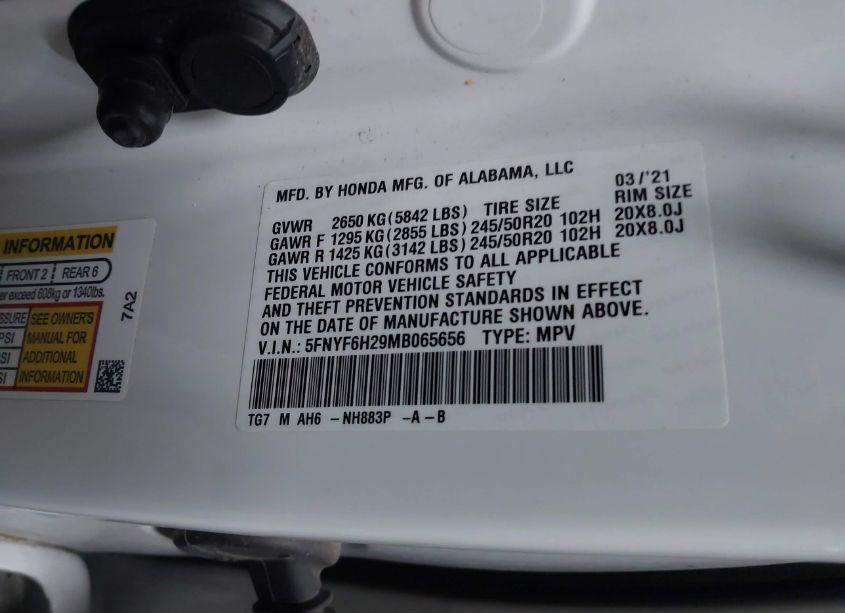 MFD. BY HONDA MFG. OF ALABAMA, LLC 03/'21
GVWR 2650 KG (5842 LBS) TIRE SIZE RIM SIZE
GAWR F 1295 KG (2855 LBS) 245/50R20 102H 20X8.0J
GAWR R 1425 KG (3142 LBS) 245/50R20 102H 20X8.0J
THIS VEHICLE CONFORMS TO ALL APPLICABLE
FEDERAL MOTOR VEHICLE SAFETY
AND THEFT PREVENTION STANDARDS IN EFFECT
ON THE DATE OF MANUFACTURE SHOWN ABOVE.
V.I.N.: 5FNYF6H29MB065656 TYPE: MPV
TG7 M AH6 -NH883P -A-B
INFORMATION
FRONT 2 REAR 6
exceed 608kg or 1340lbs.
SEE OWNER'S
MANUAL FOR
ADDITIONAL
INFORMATION
7A2